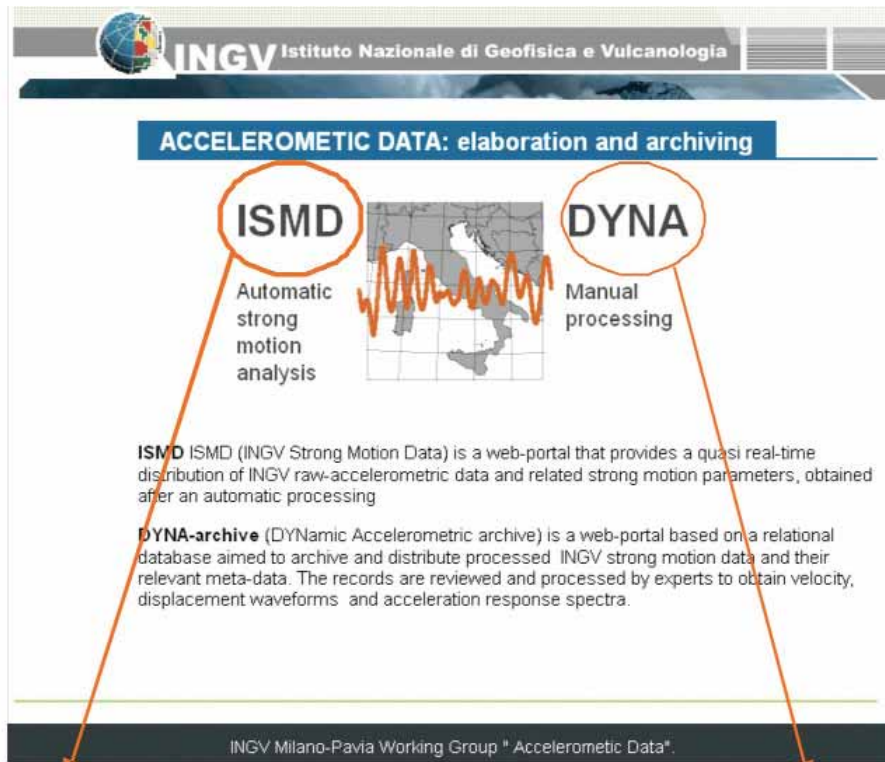 INGV Istituto Nazionale di Geofisica e Vulcanologia
ACCELEROMETIC DATA: elaboration and archiving
ISMD
Automatic
strong
motion
analysis
DYNA
Manual
processing
ISMD ISMD (INGV Strong Motion Data) is a web-portal that provides a quasi real-time
distribution of INGV raw-accelerometric data and related strong motion parameters, obtained
after an automatic processing
DYNA-archive (DYNamic Accelerometric archive) is a web-portal based on a relational
database aimed to archive and distribute processed INGV strong motion data and their
relevant meta-data. The records are reviewed and processed by experts to obtain velocity,
displacement waveforms and acceleration response spectra.
INGV Milano-Pavia Working Group " Accelerometic Data".